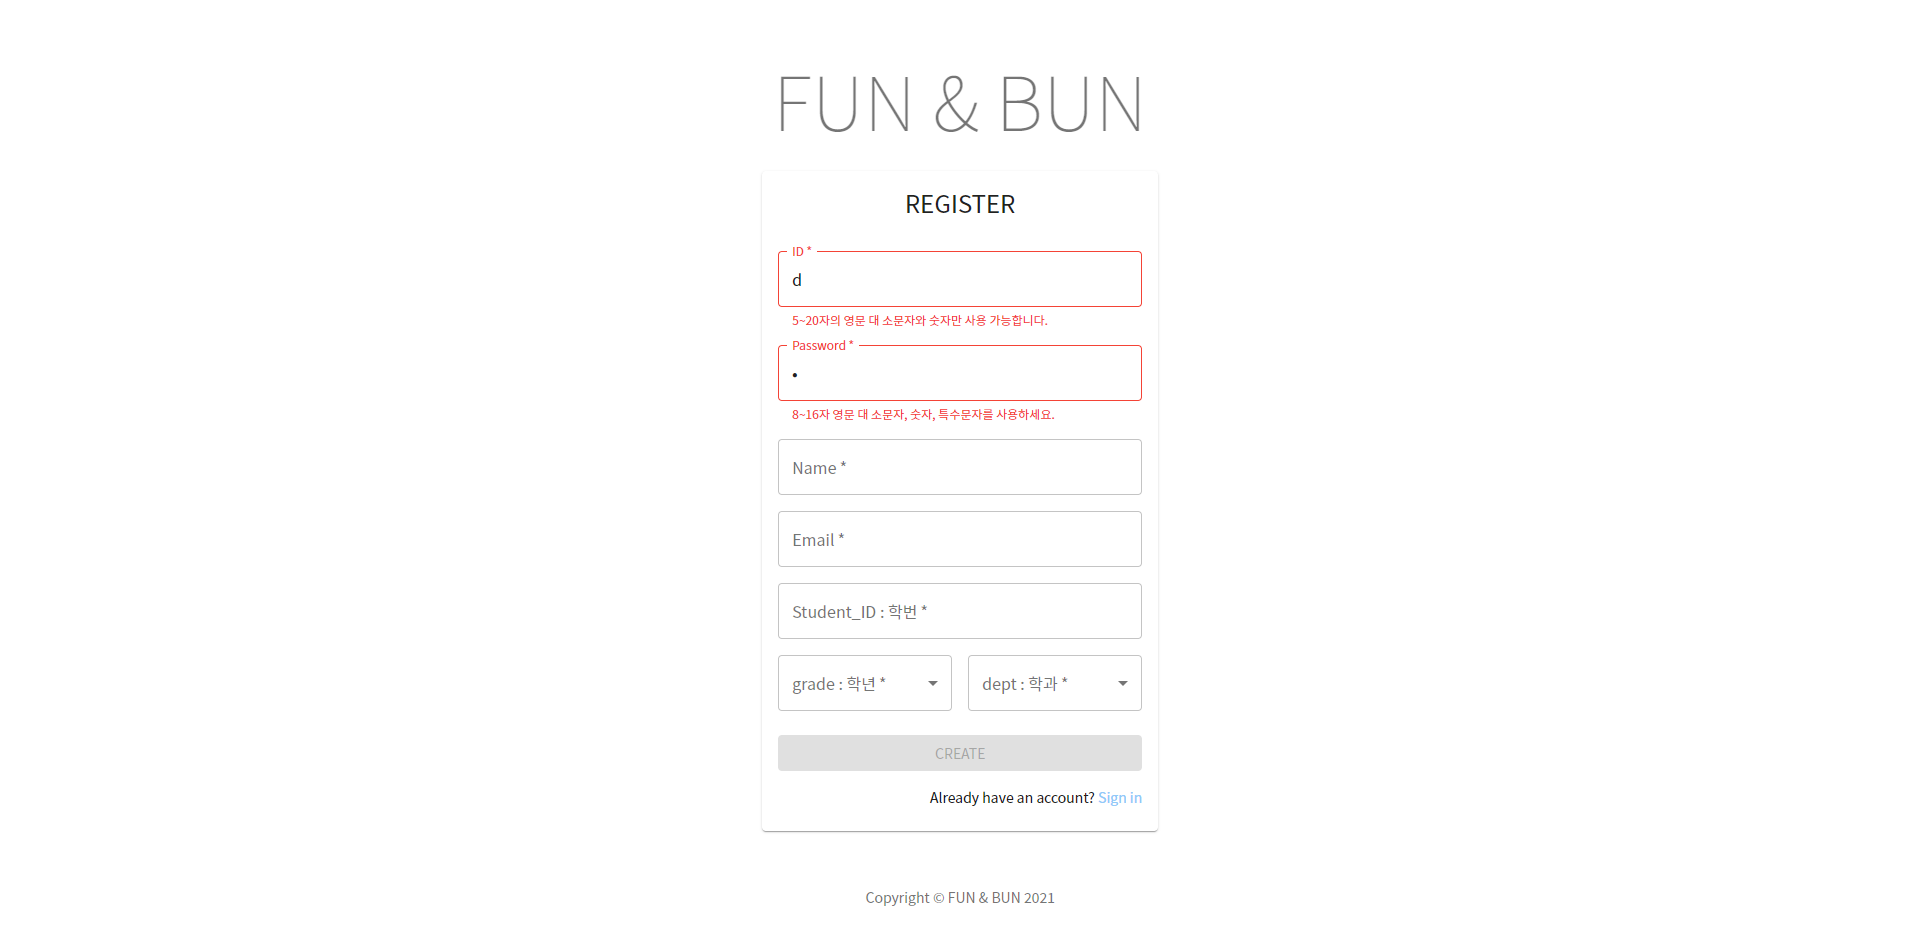 FUN & BUN
REGISTER
ID *
d
5~20자의 영문 대 소문자와 숫자만 사용 가능합니다.
Password *
•
8~16자 영문 대 소문자, 숫자, 특수문자를 사용하세요.
Name *
Email *
Student_ID : 학번 *
grade : 학년 * dept : 학과 *
CREATE
Already have an account? Sign in
Copyright © FUN & BUN 2021